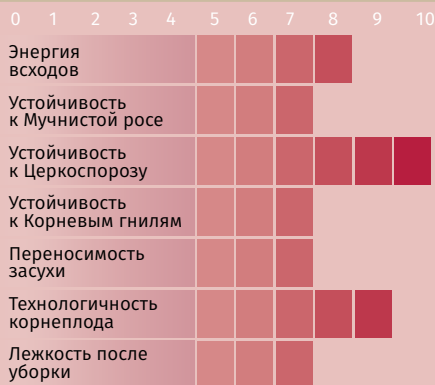 0 1 2 3 4 5 6 7 8 9 10
Энергия
всходов
Устойчивость
к Мучнистой росе
Устойчивость
к Церкоспорозу
Устойчивость
к Корневым гнилям
Переносимость
засухи
Технологичность
корнеплода
Лежкость после
уборки